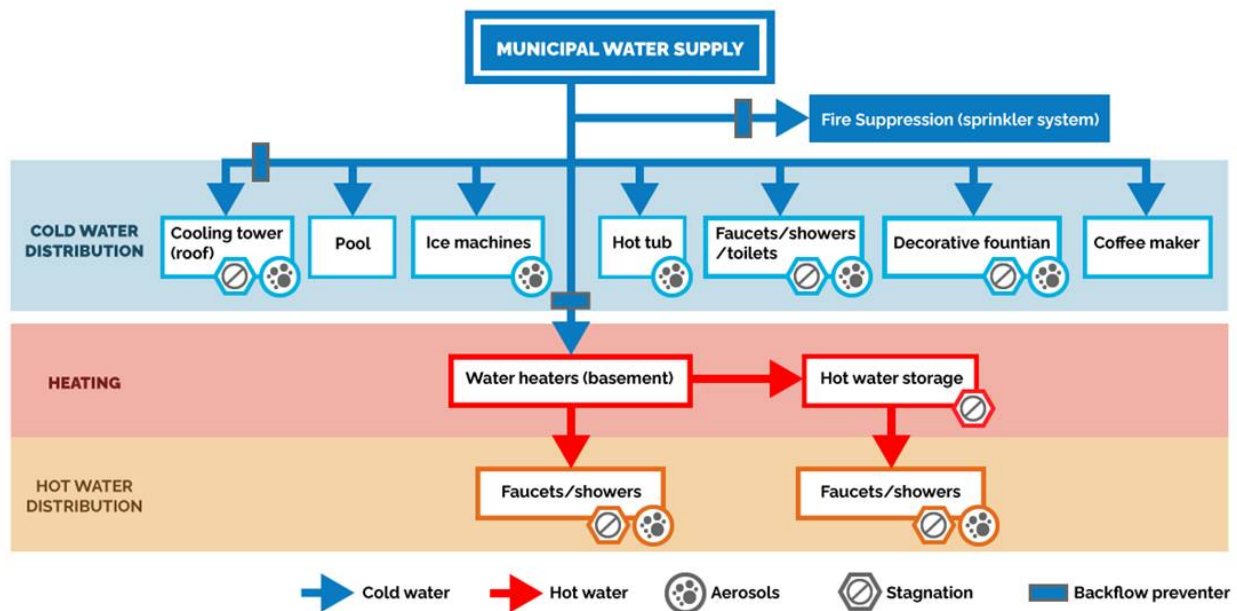 MUNICIPAL WATER SUPPLY
Fire Suppression (sprinkler system)
COLD WATER
DISTRIBUTION
Cooling tower
(roof)
Pool
Ice machines
Hot tub
Faucets/showers
/toilets
Decorative fountian
Coffee maker
HEATING
Water heaters (basement)
Hot water storage
HOT WATER
DISTRIBUTION
Faucets/showers
Faucets/showers
Cold water
Hot water
Aerosols
Stagnation
Backflow preventer